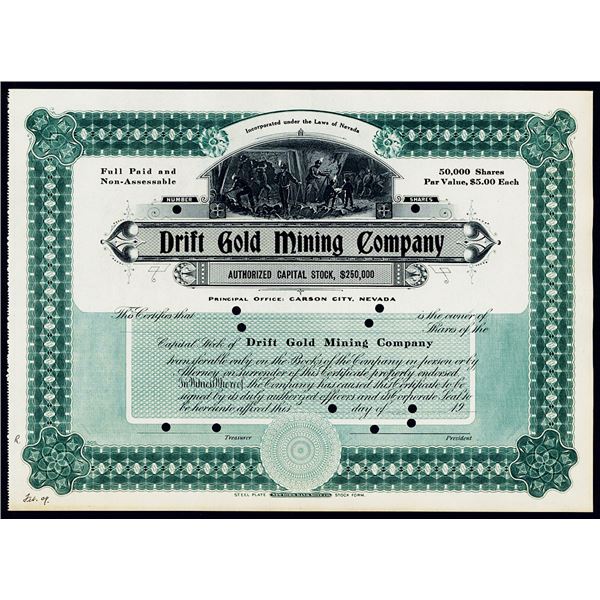 Incorporated under the Laws of Nevada
Full Paid and
Non-Assessable
50,000 Shares
Par Value, $5.00 Each
NUMBER
SHARES
Drift Gold Mining Company
AUTHORIZED CAPITAL STOCK, $250,000
PRINCIPAL OFFICE: CARSON CITY, NEVADA
This Certifies that is the owner of
Shares of the
Capital Stock of Drift Gold Mining Company
transferable only on the Books of the Company in person or by
Attorney on surrender of this Certificate properly endorsed.
In Witness Whereof, the Company has caused this Certificate to be
signed by its duly authorized officers and its Corporate Seal to
be hereunto affixed this day of 19
Treasurer
President
R
Feb. 09.
STEEL PLATE NEW YORK BANK NOTE CO. STOCK FORM.